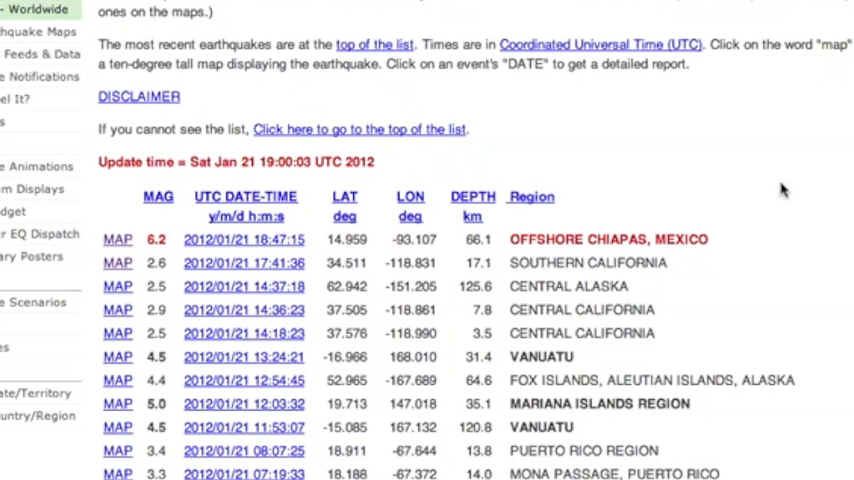 - Worldwide
ones on the maps.)
hquake Maps
The most recent earthquakes are at the top of the list. Times are in Coordinated Universal Time (UTC). Click on the word "map"
Feeds & Data
a ten-degree tall map displaying the earthquake. Click on an event's "DATE" to get a detailed report.
e Notifications
el It?
DISCLAIMER
s
If you cannot see the list, Click here to go to the top of the list.
e Animations
Update time = Sat Jan 21 19:00:03 UTC 2012
m Displays
dget
MAG UTC DATE-TIME LAT LON DEPTH Region
y/m/d h:m:s deg deg km
r EQ Dispatch
MAP 6.2 2012/01/21 18:47:15 14.959 -93.107 66.1 OFFSHORE CHIAPAS, MEXICO
ary Posters
MAP 2.6 2012/01/21 17:41:36 34.511 -118.831 17.1 SOUTHERN CALIFORNIA
MAP 2.5 2012/01/21 14:37:18 62.942 -151.205 125.6 CENTRAL ALASKA
e Scenarios
MAP 2.9 2012/01/21 14:36:23 37.505 -118.861 7.8 CENTRAL CALIFORNIA
MAP 2.5 2012/01/21 14:18:23 37.576 -118.990 3.5 CENTRAL CALIFORNIA
es
MAP 4.5 2012/01/21 13:24:21 -16.966 168.010 31.4 VANUATU
MAP 4.4 2012/01/21 12:54:45 52.965 -167.689 64.6 FOX ISLANDS, ALEUTIAN ISLANDS, ALASKA
ate/Territory
MAP 5.0 2012/01/21 12:03:32 19.713 147.018 35.1 MARIANA ISLANDS REGION
untry/Region
MAP 4.5 2012/01/21 11:53:07 -15.085 167.132 120.8 VANUATU
MAP 3.4 2012/01/21 08:07:25 18.911 -67.644 13.8 PUERTO RICO REGION
MAP 3.3 2012/01/21 07:19:33 18.188 -67.372 14.0 MONA PASSAGE, PUERTO RICO